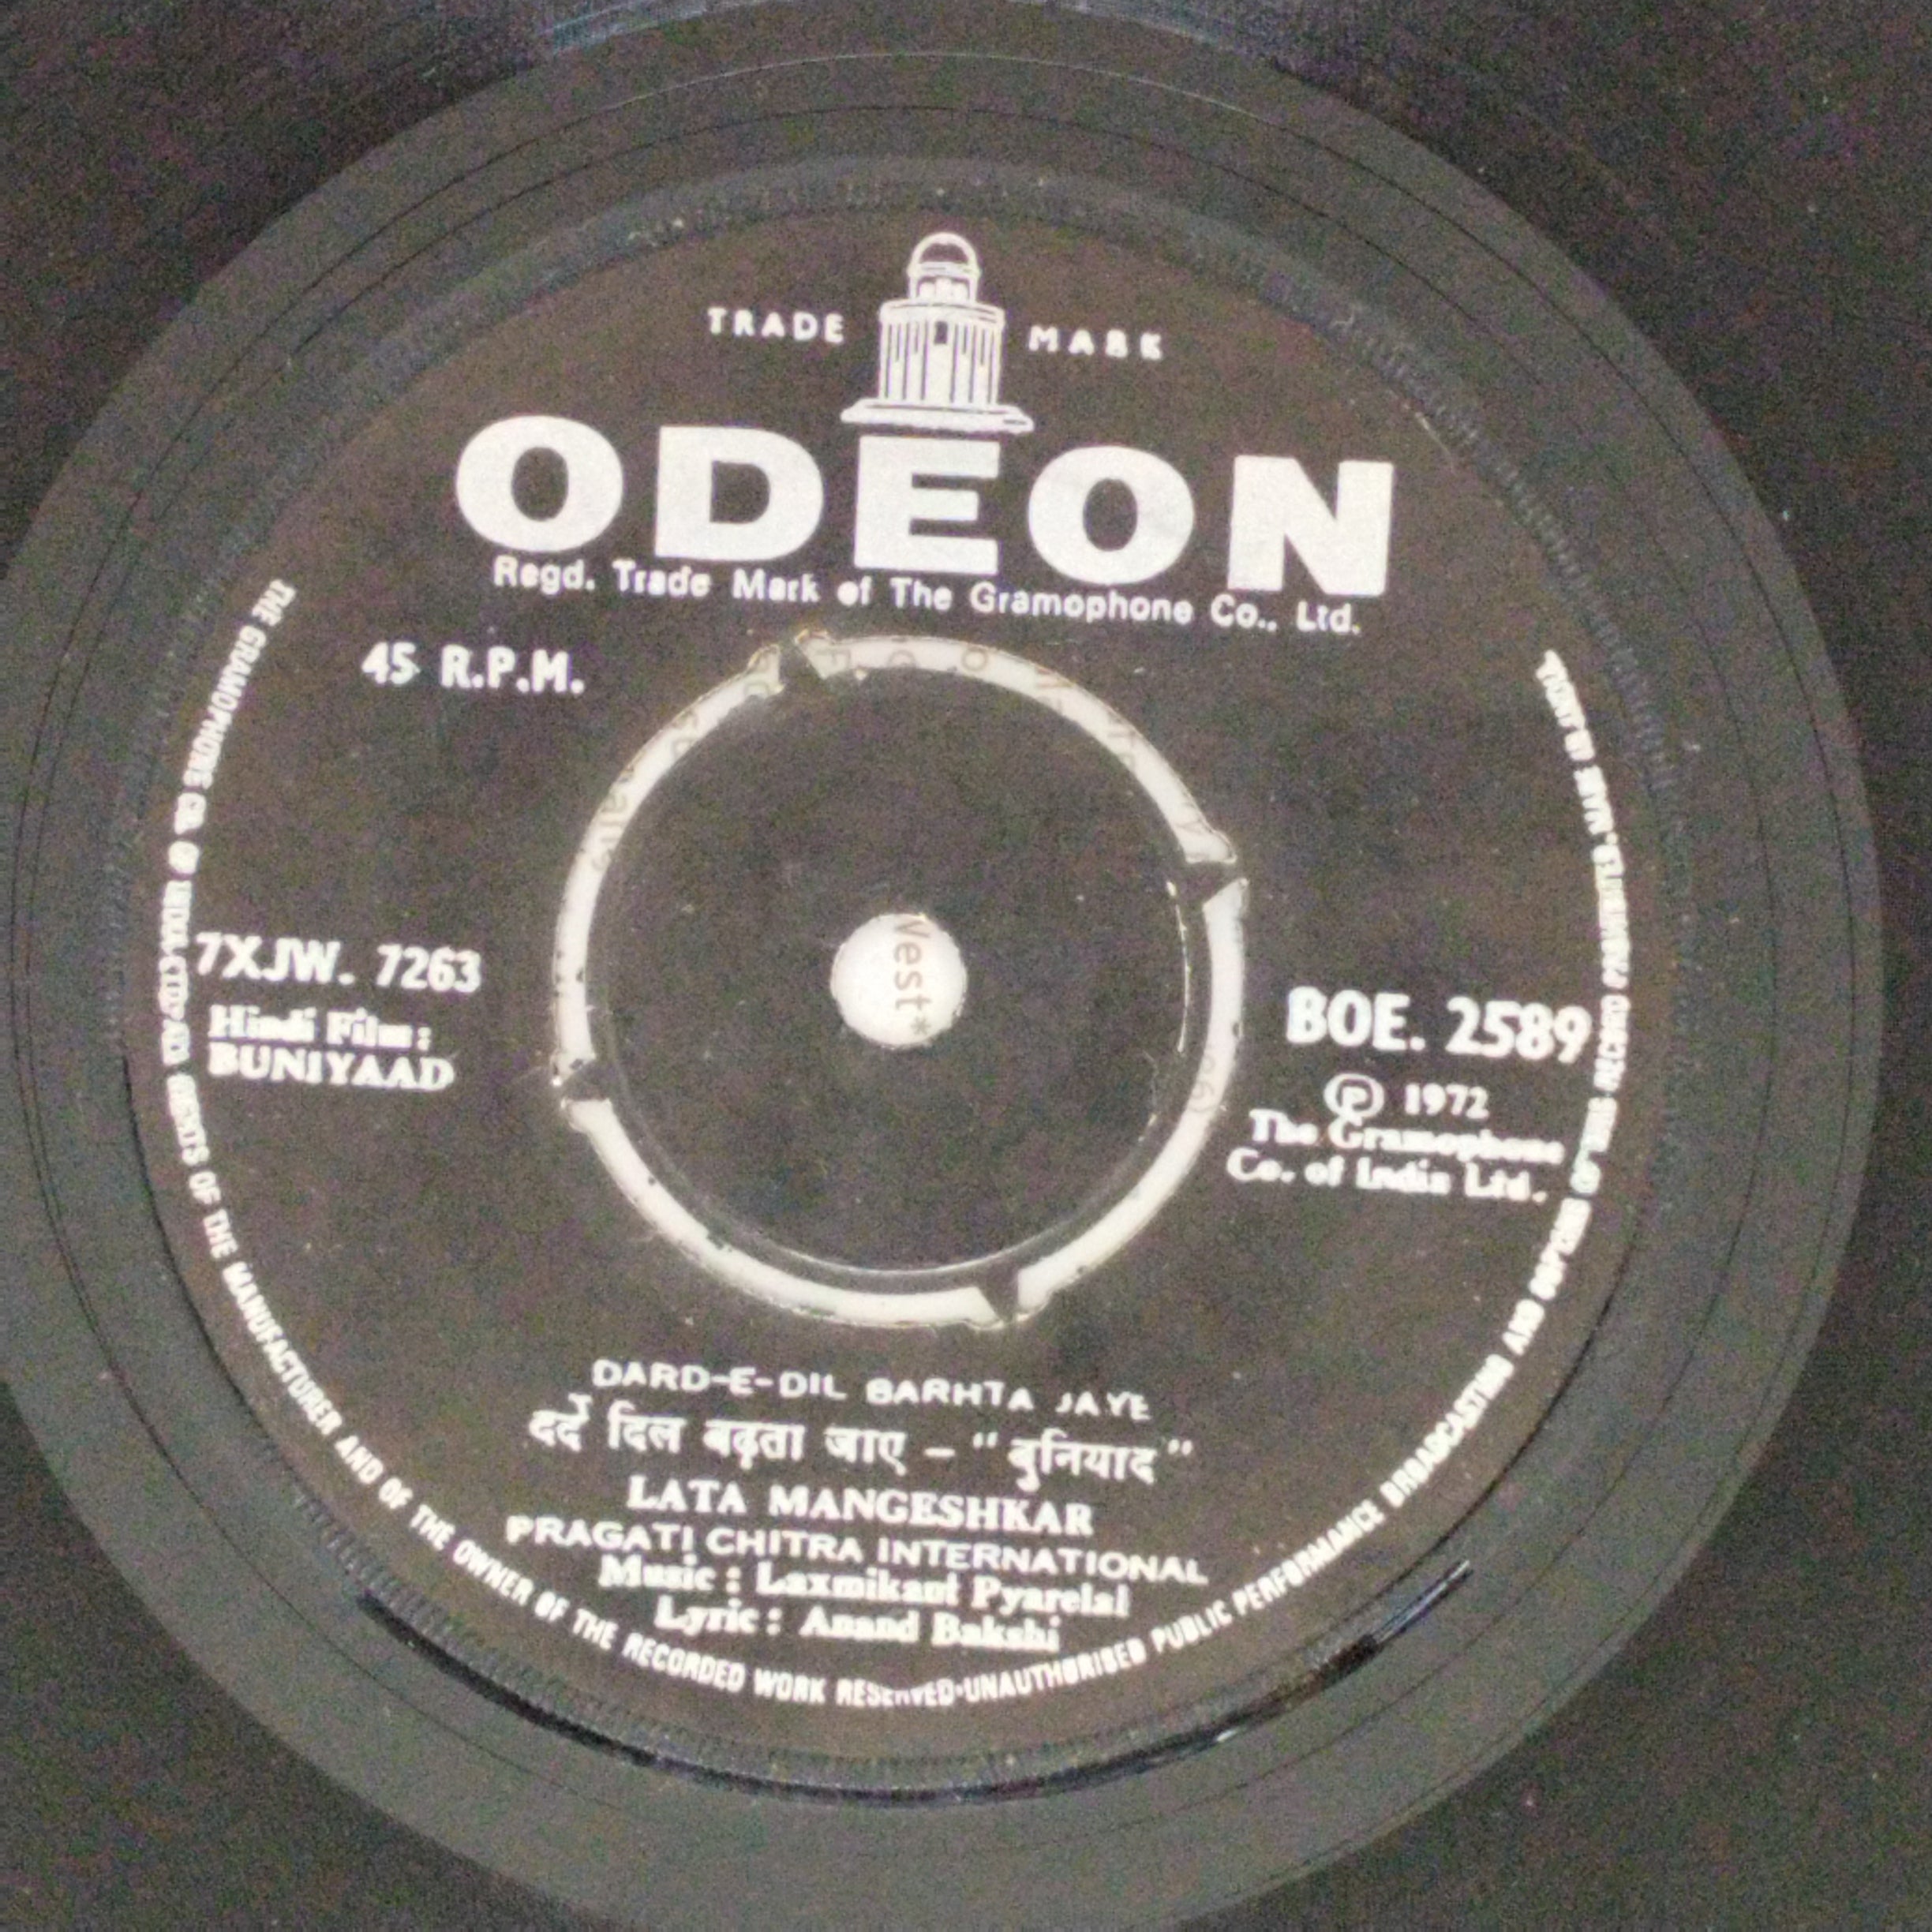 TRADE MARK
ODEON
Regd. Trade Mark of The Gramophone Co., Ltd.
45 R.P.M.
7XJW. 7263
Hindi Film :
BUNIYAAD
West*
BOE. 2589
Ⓟ 1972
The Gramophone
Co. of India Ltd.
DARD-E-DIL BARHTA JAYE
दर्दे दिल बढ़ता जाए - "बुनियाद"
LATA MANGESHKAR
PRAGATI CHITRA INTERNATIONAL
Music : Laxmikant Pyarelal
Lyric : Anand Bakshi
THE GRAMOPHONE CO. OF INDIA RIGHTS OF THE MANUFACTURER AND OF THE OWNER OF THE RECORDED WORK RESERVED·UNAUTHORISED PUBLIC PERFORMANCE BROADCASTING AND COPYING OF THIS RECORD PROHIBITED